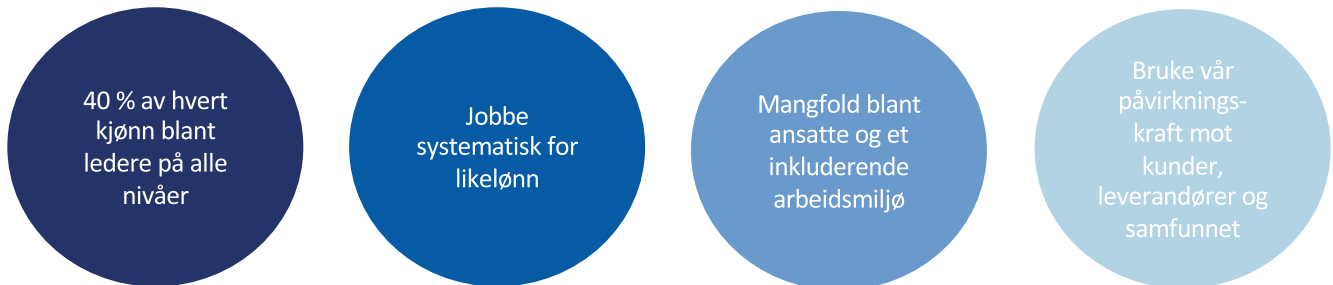 40 % av hvert
kjønn blant
ledere på alle
nivåer
Jobbe
systematisk for
likelønn
Mangfold blant
ansatte og et
inkluderende
arbeidsmiljø
Bruke vår
påvirknings-
kraft mot
kunder,
leverandører og
samfunnet